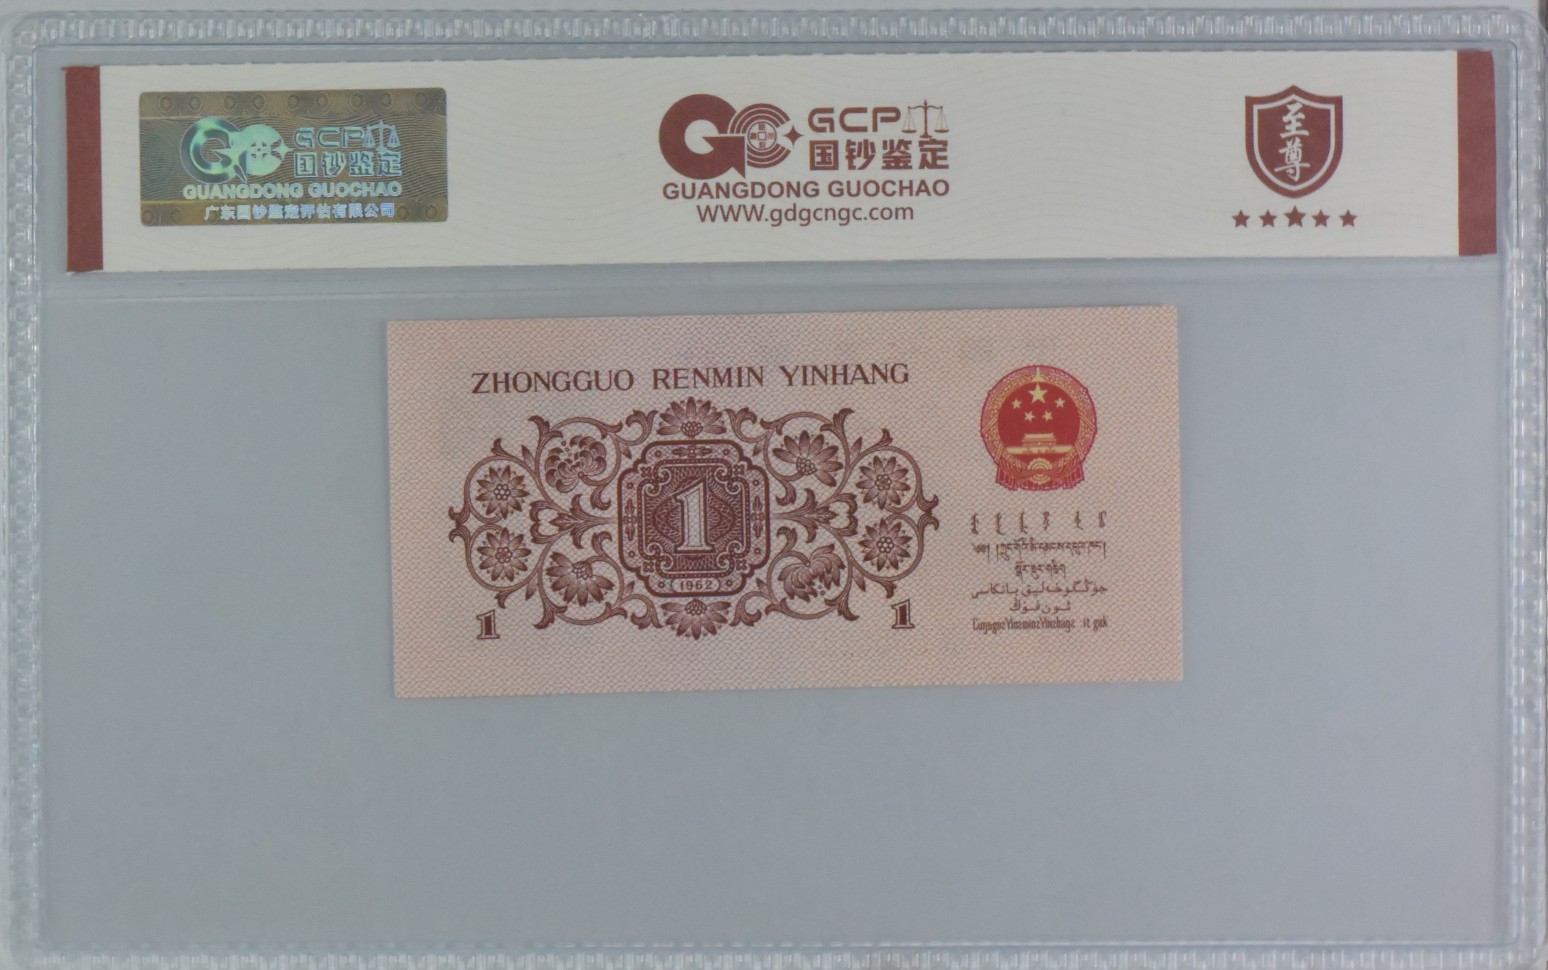 GCP
国钞鉴定
GUANGDONG GUOCHAO
广东国钞鉴定评估有限公司
GCP
国钞鉴定
GUANGDONG GUOCHAO
WWW.gdgcngc.com
至尊
ZHONGGUO RENMIN YINHANG
1
(1962)
1 1
جۇڭگوخەلىق بانكاسى